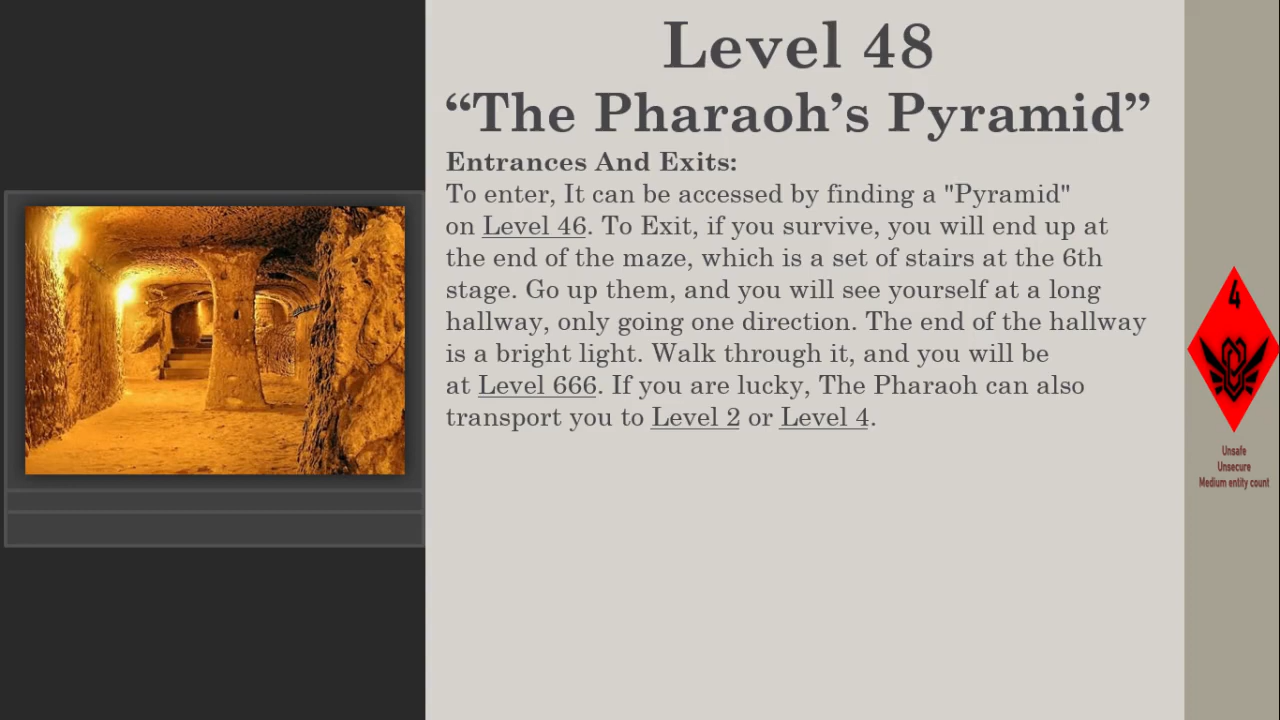 Level 48
“The Pharaoh’s Pyramid”
Entrances And Exits:
To enter, It can be accessed by finding a "Pyramid"
on Level 46. To Exit, if you survive, you will end up at
the end of the maze, which is a set of stairs at the 6th
stage. Go up them, and you will see yourself at a long
hallway, only going one direction. The end of the hallway
is a bright light. Walk through it, and you will be
at Level 666. If you are lucky, The Pharaoh can also
transport you to Level 2 or Level 4.
4
Unsafe
Unsecure
Medium entity count